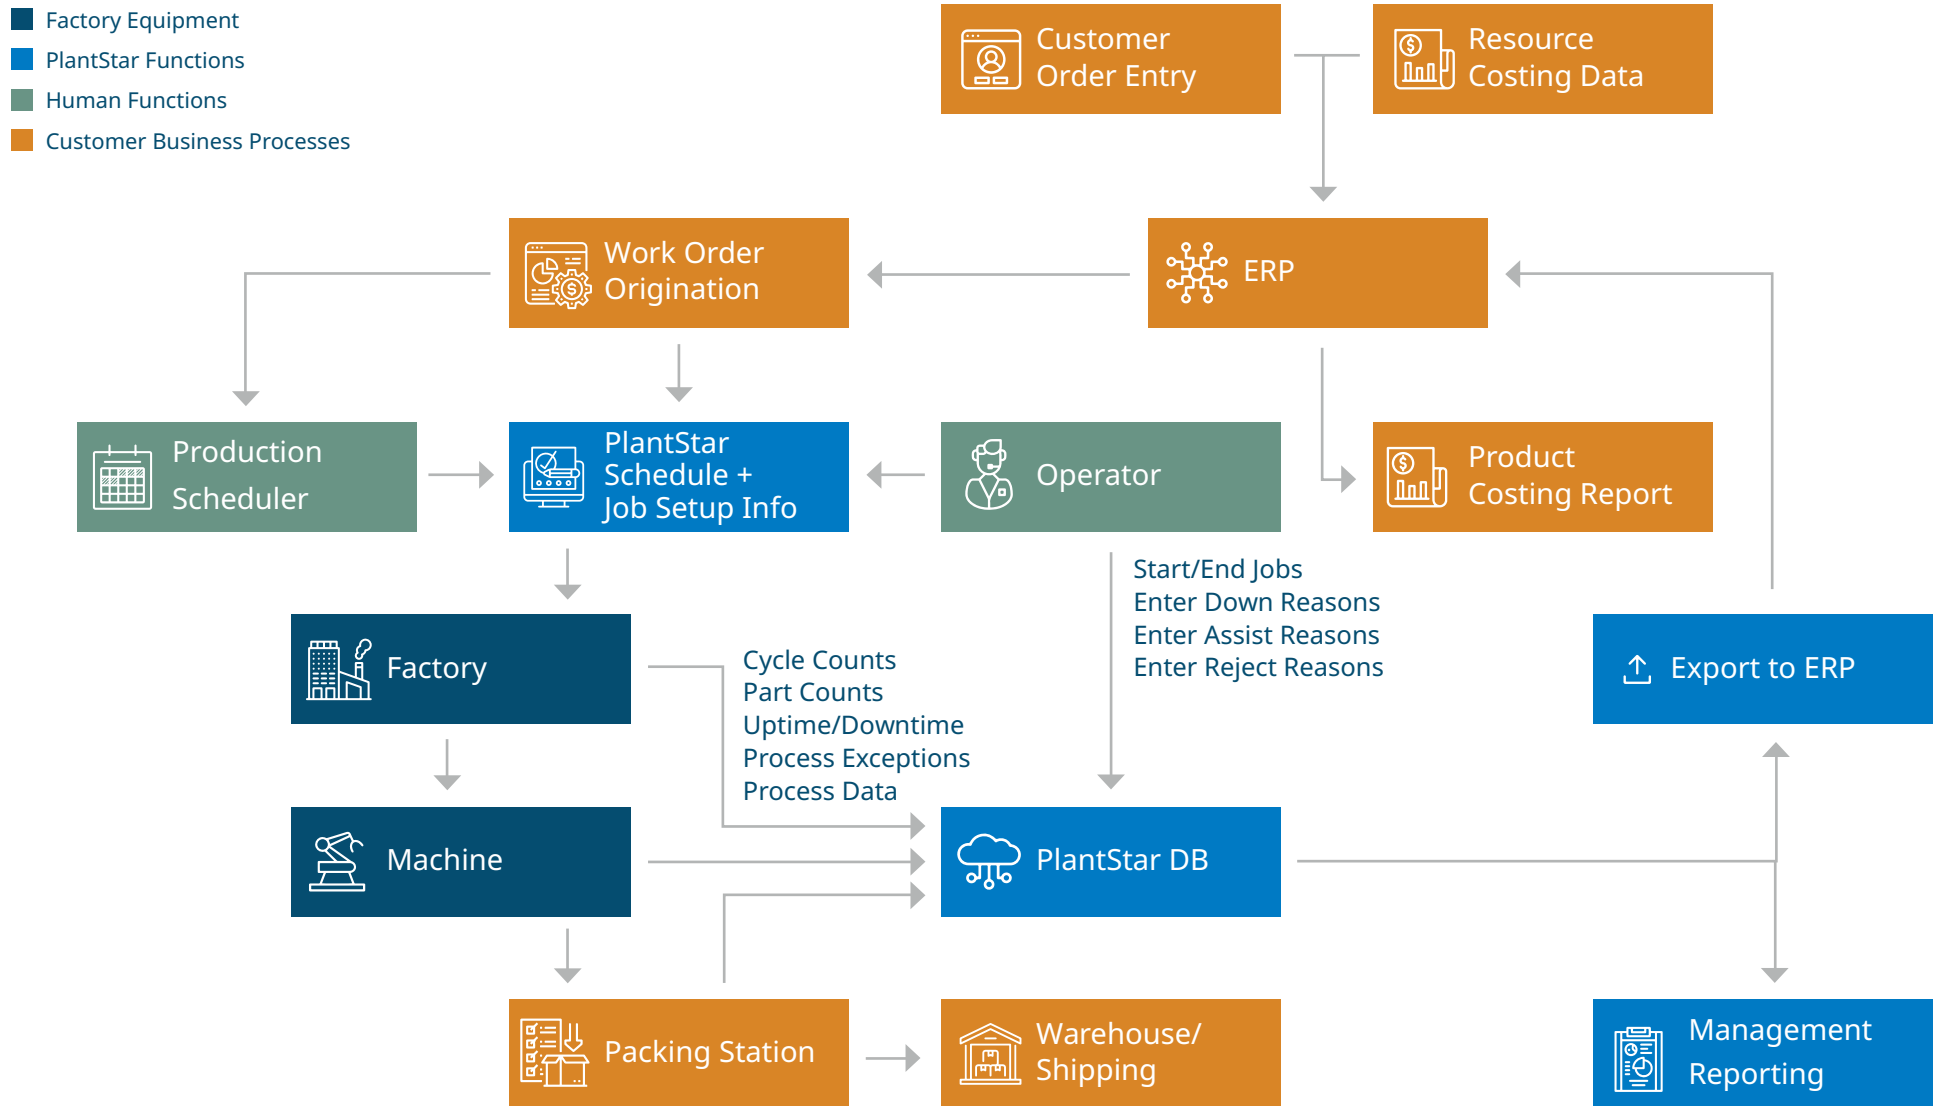 Factory Equipment
PlantStar Functions
Human Functions
Customer Business Processes
Customer
Order Entry
Resource
Costing Data
Work Order
Origination
ERP
Production
Scheduler
PlantStar
Schedule +
Job Setup Info
Operator
Product
Costing Report
Start/End Jobs
Enter Down Reasons
Enter Assist Reasons
Enter Reject Reasons
Factory
Cycle Counts
Part Counts
Uptime/Downtime
Process Exceptions
Process Data
Export to ERP
Machine
PlantStar DB
Packing Station
Warehouse/
Shipping
Management
Reporting